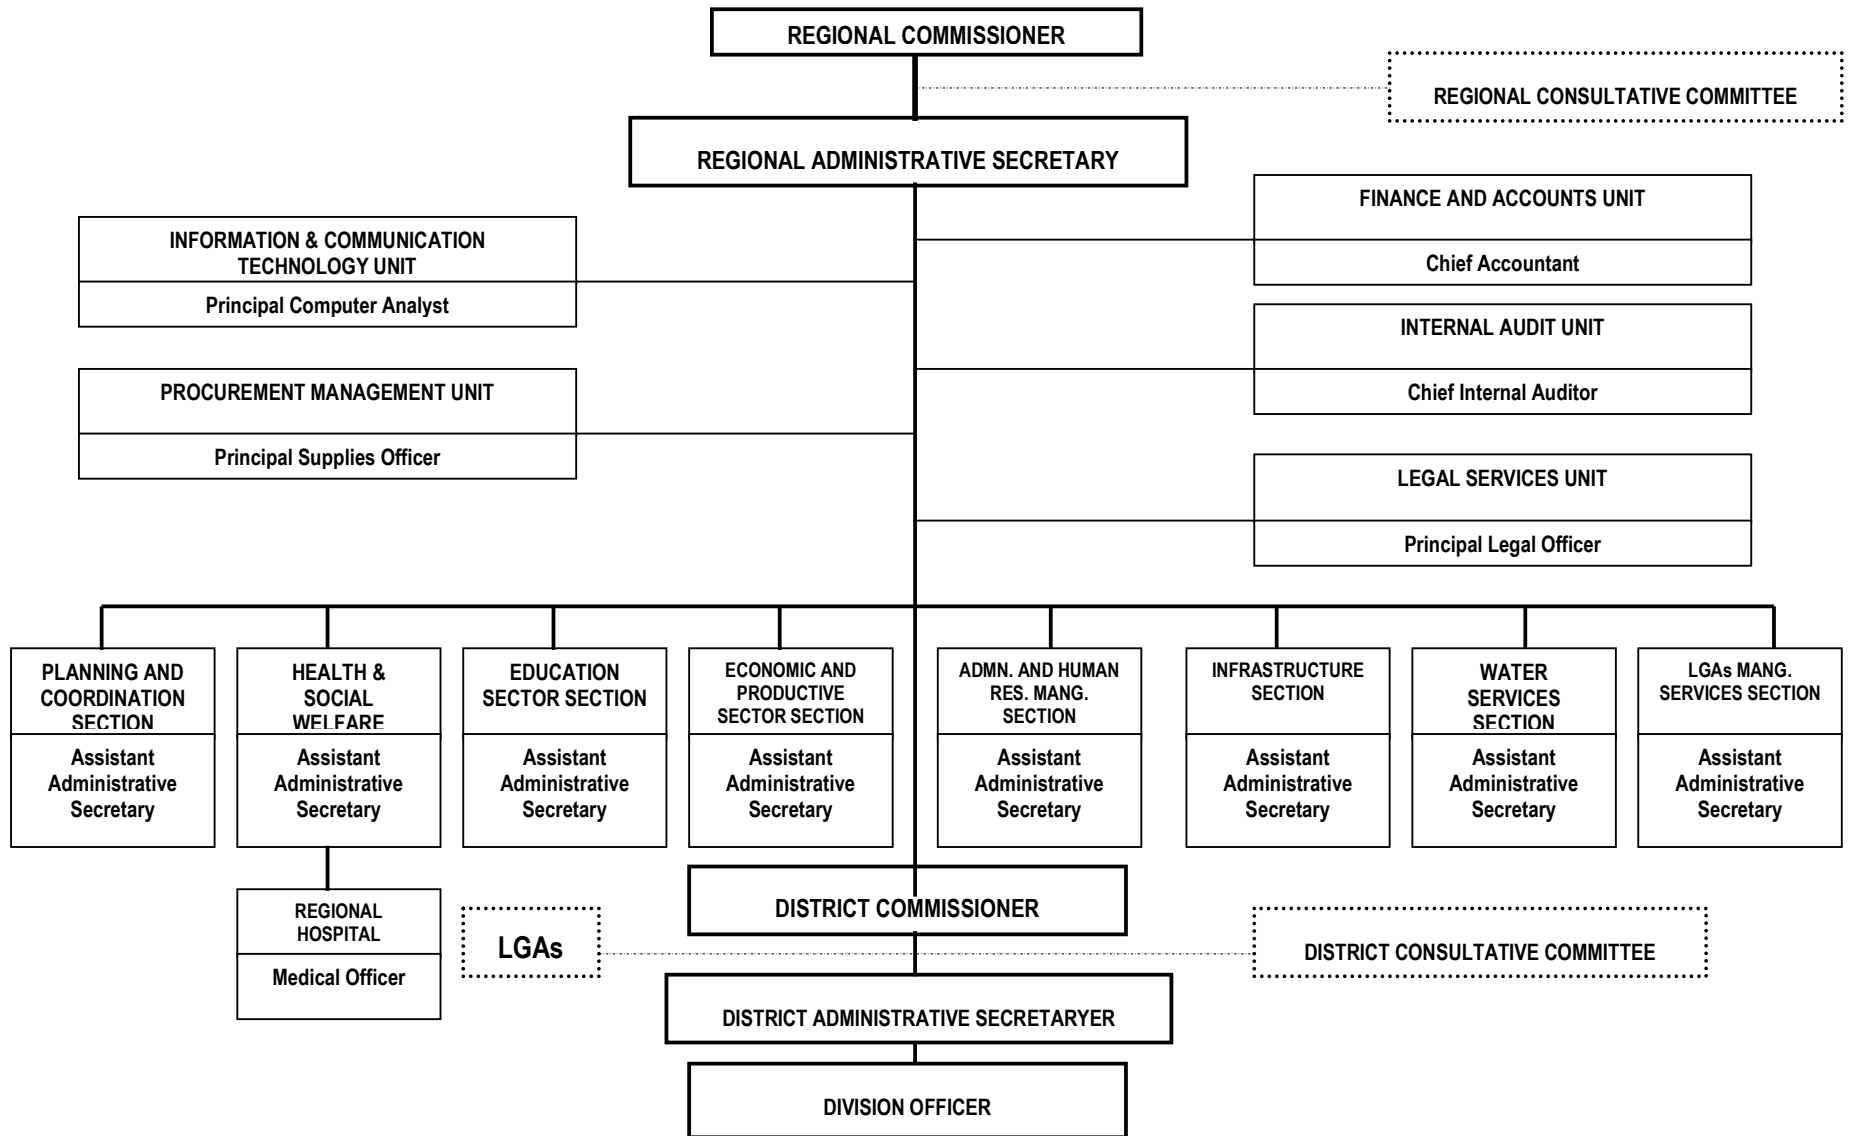 REGIONAL COMMISSIONER
REGIONAL CONSULTATIVE COMMITTEE
REGIONAL ADMINISTRATIVE SECRETARY
FINANCE AND ACCOUNTS UNIT
Chief Accountant
INFORMATION & COMMUNICATION
TECHNOLOGY UNIT
Principal Computer Analyst
INTERNAL AUDIT UNIT
Chief Internal Auditor
PROCUREMENT MANAGEMENT UNIT
Principal Supplies Officer
LEGAL SERVICES UNIT
Principal Legal Officer
PLANNING AND
COORDINATION
SECTION
Assistant
Administrative
Secretary
HEALTH &
SOCIAL
WELFARE
Assistant
Administrative
Secretary
EDUCATION
SECTOR SECTION
Assistant
Administrative
Secretary
ECONOMIC AND
PRODUCTIVE
SECTOR SECTION
Assistant
Administrative
Secretary
ADMN. AND HUMAN
RES. MANG.
SECTION
Assistant
Administrative
Secretary
INFRASTRUCTURE
SECTION
Assistant
Administrative
Secretary
WATER
SERVICES
SECTION
Assistant
Administrative
Secretary
LGAs MANG.
SERVICES SECTION
Assistant
Administrative
Secretary
REGIONAL
HOSPITAL
Medical Officer
LGAs
DISTRICT COMMISSIONER
DISTRICT CONSULTATIVE COMMITTEE
DISTRICT ADMINISTRATIVE SECRETARYER
DIVISION OFFICER